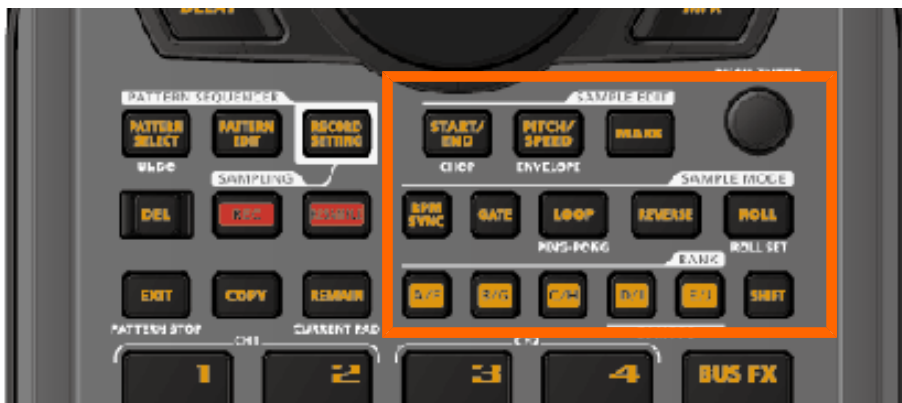 DELAY MFX
PATTERN SEQUENCER
SAMPLE EDIT
PATTERN SELECT
PATTERN EDIT
RECORD SETTING
START/ END
PITCH/ SPEED
MARK
UNDO
CHOP
ENVELOPE
SAMPLING
SAMPLE MODE
DEL
REC
RESAMPLE
BPM SYNC
GATE
LOOP
REVERSE
ROLL
PING-PONG
ROLL SET
BANK
EXIT
COPY
REMAIN
A/F
B/G
C/H
D/I
E/J
SHIFT
PATTERN STOP
CURRENT PAD
1
2
3
4
BUS FX